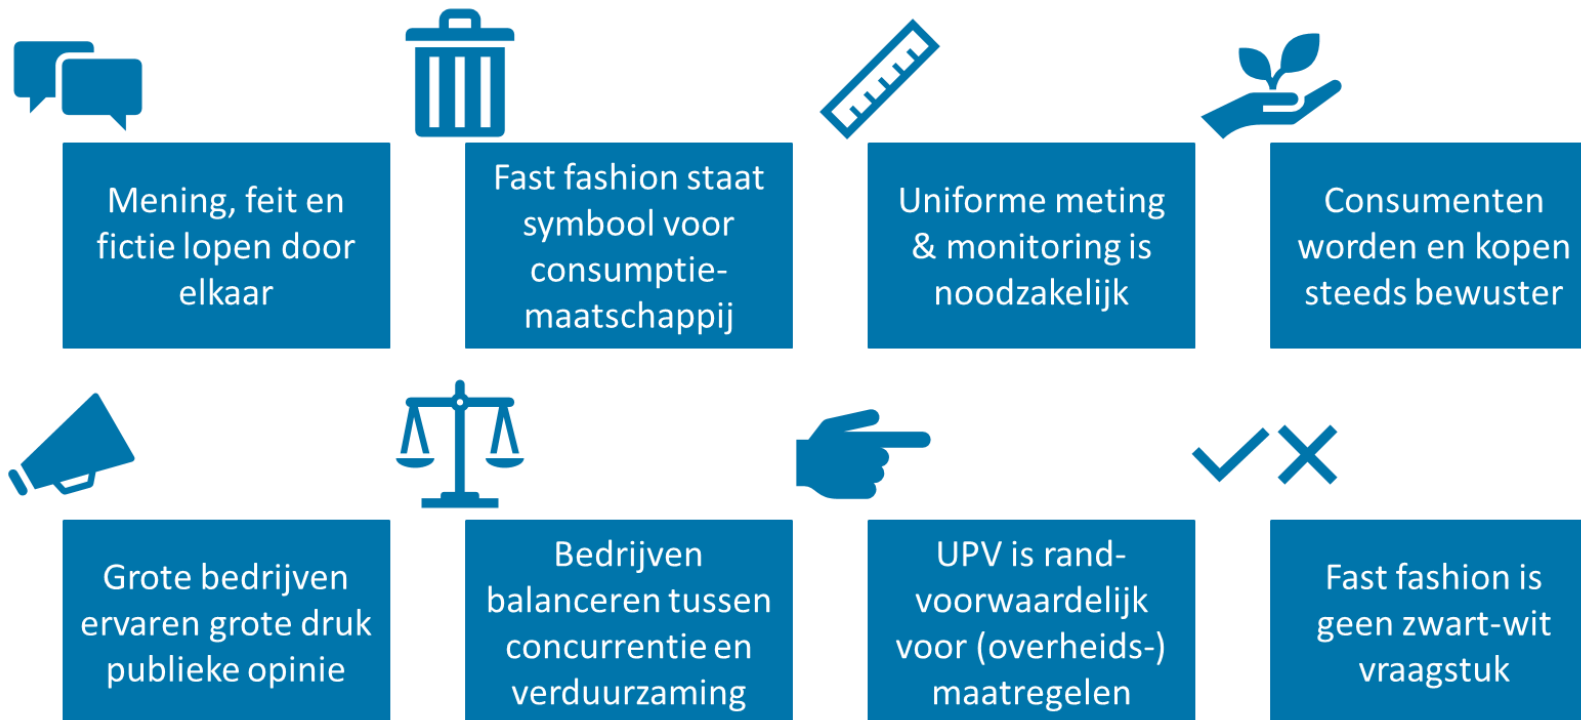 Mening, feit en
fictie lopen door
elkaar
Fast fashion staat
symbool voor
consumptie-
maatschappij
Uniforme meting
& monitoring is
noodzakelijk
Consumenten
worden en kopen
steeds bewuster
Grote bedrijven
ervaren grote druk
publieke opinie
Bedrijven
balanceren tussen
concurrentie en
verduurzaming
UPV is rand-
voorwaardelijk
voor (overheids-)
maatregelen
Fast fashion is
geen zwart-wit
vraagstuk